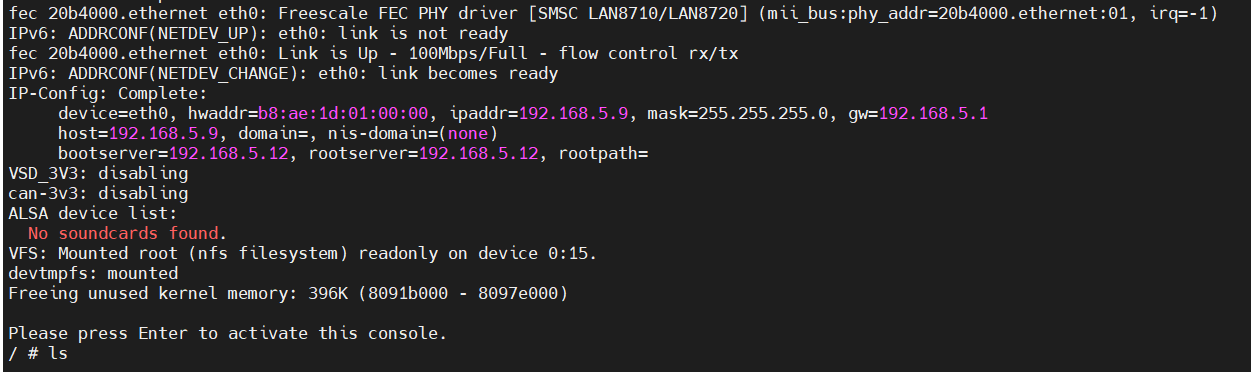 fec 20b4000.ethernet eth0: Freescale FEC PHY driver [SMSC LAN8710/LAN8720] (mii_bus:phy_addr=20b4000.ethernet:01, irq=-1)
IPv6: ADDRCONF(NETDEV_UP): eth0: link is not ready
fec 20b4000.ethernet eth0: Link is Up - 100Mbps/Full - flow control rx/tx
IPv6: ADDRCONF(NETDEV_CHANGE): eth0: link becomes ready
IP-Config: Complete:
     device=eth0, hwaddr=b8:ae:1d:01:00:00, ipaddr=192.168.5.9, mask=255.255.255.0, gw=192.168.5.1
     host=192.168.5.9, domain=, nis-domain=(none)
     bootserver=192.168.5.12, rootserver=192.168.5.12, rootpath=
VSD_3V3: disabling
can-3v3: disabling
ALSA device list:
  No soundcards found.
VFS: Mounted root (nfs filesystem) readonly on device 0:15.
devtmpfs: mounted
Freeing unused kernel memory: 396K (8091b000 - 8097e000)
Please press Enter to activate this console.
/ # ls